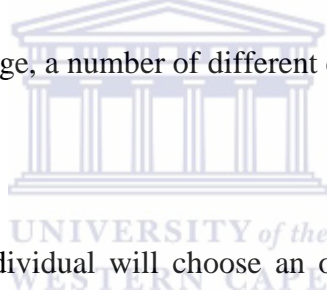 ge, a number of different
UNIVERSITY of the
dividual will choose an
WESTERN CAPE